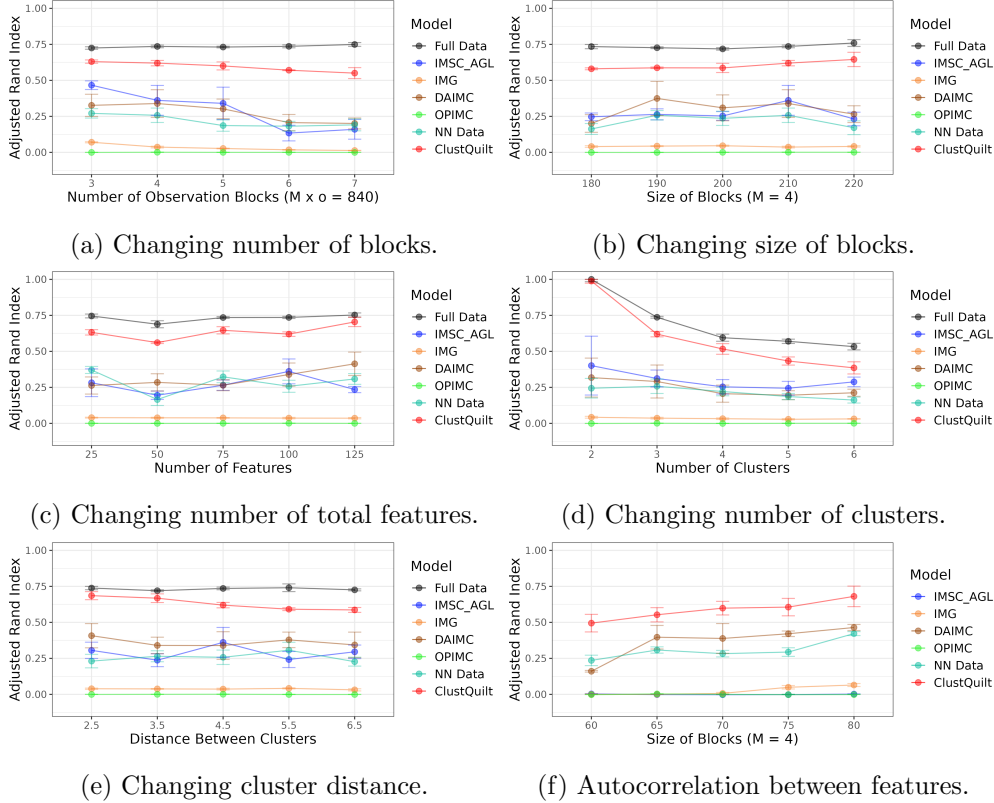 Adjusted Rand Index
1.00
0.75
0.50
0.25
0.00
3 4 5 6 7
Number of Observation Blocks (M x o = 840)
Model
Full Data
IMSC_AGL
IMG
DAIMC
OPIMC
NN Data
ClustQuilt
(a) Changing number of blocks.
Adjusted Rand Index
1.00
0.75
0.50
0.25
0.00
180 190 200 210 220
Size of Blocks (M = 4)
Model
Full Data
IMSC_AGL
IMG
DAIMC
OPIMC
NN Data
ClustQuilt
(b) Changing size of blocks.
Adjusted Rand Index
1.00
0.75
0.50
0.25
0.00
25 50 75 100 125
Number of Features
Model
Full Data
IMSC_AGL
IMG
DAIMC
OPIMC
NN Data
ClustQuilt
(c) Changing number of total features.
Adjusted Rand Index
1.00
0.75
0.50
0.25
0.00
2 3 4 5 6
Number of Clusters
Model
Full Data
IMSC_AGL
IMG
DAIMC
OPIMC
NN Data
ClustQuilt
(d) Changing number of clusters.
Adjusted Rand Index
1.00
0.75
0.50
0.25
0.00
2.5 3.5 4.5 5.5 6.5
Distance Between Clusters
Model
Full Data
IMSC_AGL
IMG
DAIMC
OPIMC
NN Data
ClustQuilt
(e) Changing cluster distance.
Adjusted Rand Index
1.00
0.75
0.50
0.25
0.00
60 65 70 75 80
Size of Blocks (M = 4)
Model
IMSC_AGL
IMG
DAIMC
OPIMC
NN Data
ClustQuilt
(f) Autocorrelation between features.